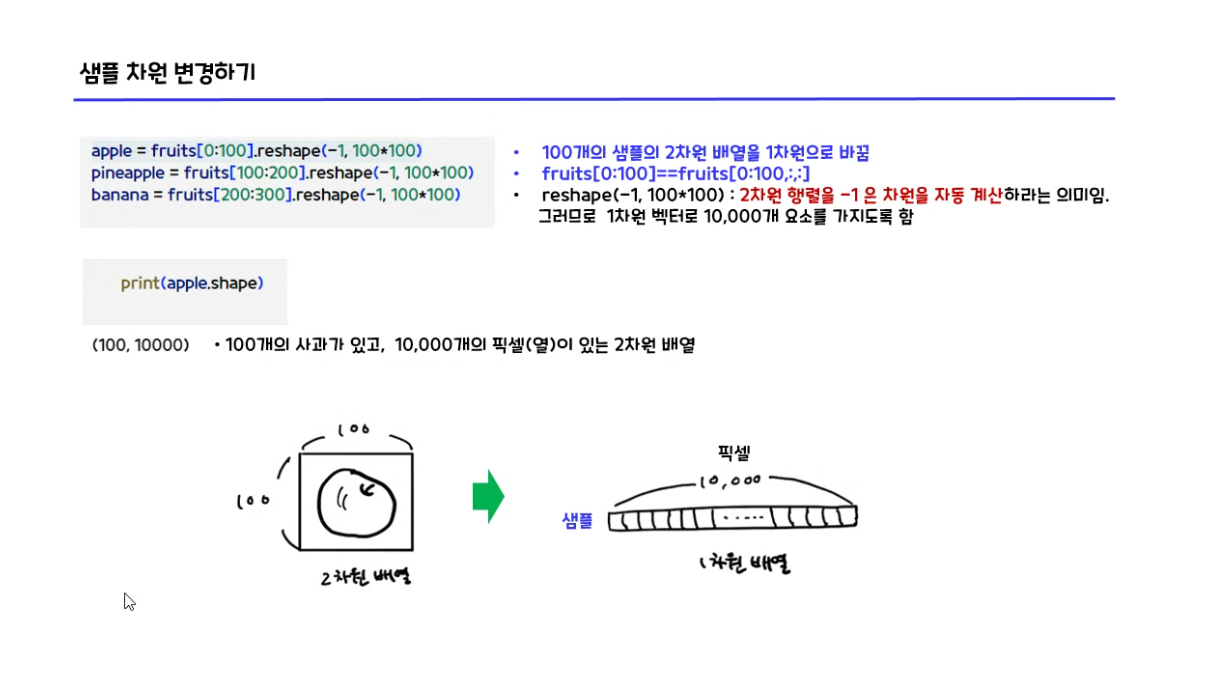 샘플 차원 변경하기
apple = fruits[0:100].reshape(-1, 100*100)
pineapple = fruits[100:200].reshape(-1, 100*100)
banana = fruits[200:300].reshape(-1, 100*100)
• 100개의 샘플의 2차원 배열을 1차원으로 바꿈
• fruits[0:100]==fruits[0:100,:,:]
• reshape(-1, 100*100) : 2차원 행렬을 -1 은 차원을 자동 계산하라는 의미임.
그러므로 1차원 벡터로 10,000개 요소를 가지도록 함
print(apple.shape)
(100, 10000) • 100개의 사과가 있고, 10,000개의 픽셀(열)이 있는 2차원 배열
100
100
2차원 배열
픽셀
10,000
샘플
1차원 배열